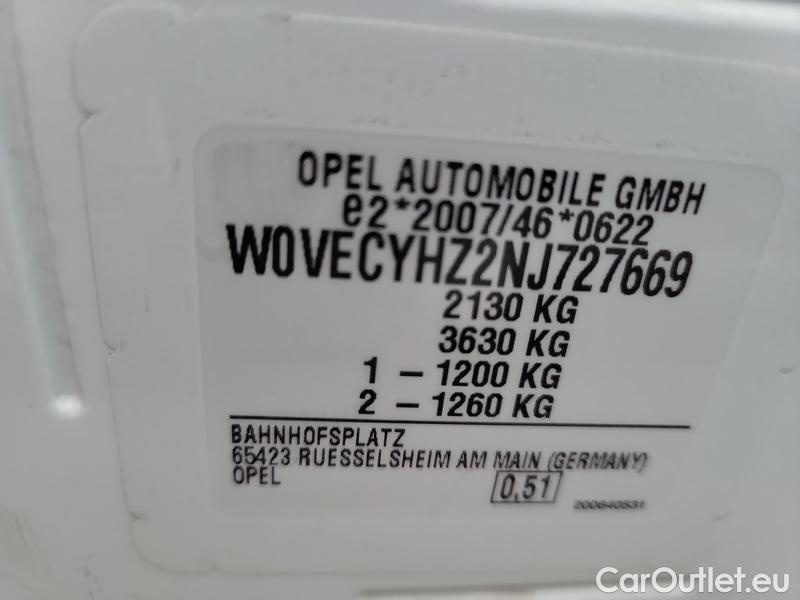 OPEL AUTOMOBILE GMBH
e2*2007/46*0622
W0VECYHZ2NJ727669
2130 KG
3630 KG
1 – 1200 KG
2 – 1260 KG
BAHNHOFSPLATZ
65423 RUESSELSHEIM AM MAIN (GERMANY)
OPEL
0,51
200640531
CarOutlet.eu